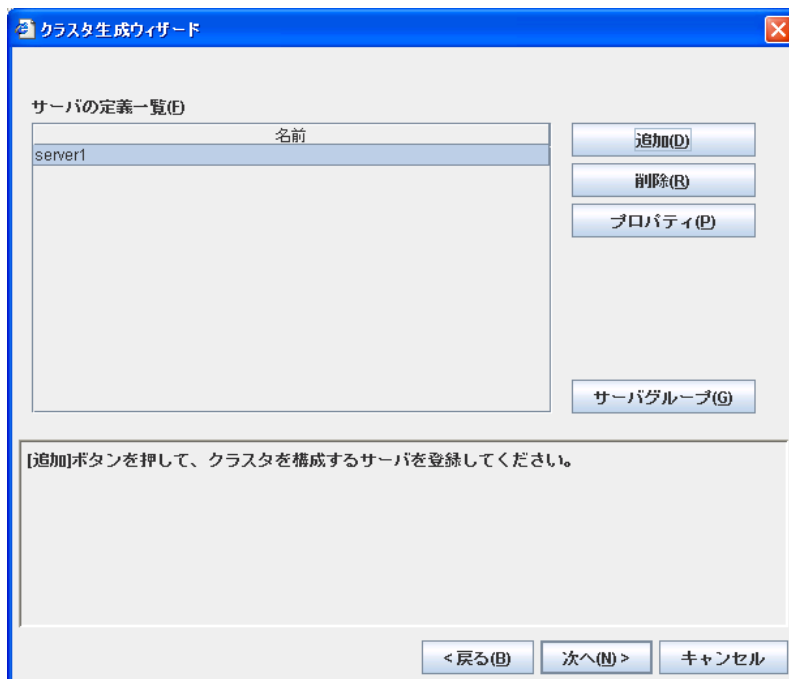 クラスタ生成ウィザード
サーバの定義一覧(F)
名前
server1
追加(D)
削除(R)
プロパティ(P)
サーバグループ(G)
[追加]ボタンを押して、クラスタを構成するサーバを登録してください。
<戻る(B)
次へ(N)>
キャンセル